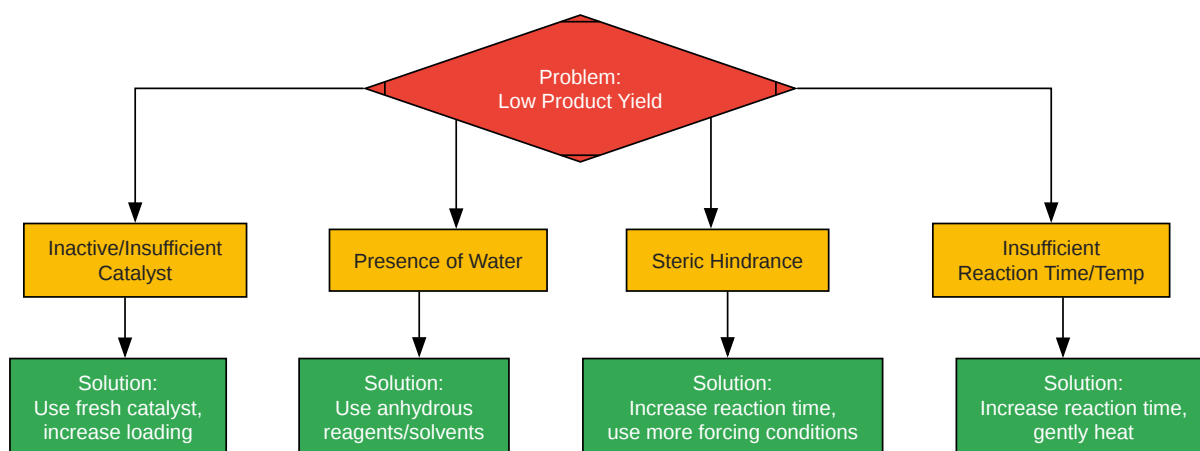 Problem:
Low Product Yield
Inactive/Insufficient
Catalyst
Presence of Water
Steric Hindrance
Insufficient
Reaction Time/Temp
Solution:
Use fresh catalyst,
increase loading
Solution:
Use anhydrous
reagents/solvents
Solution:
Increase reaction time,
use more forcing conditions
Solution:
Increase reaction time,
gently heat